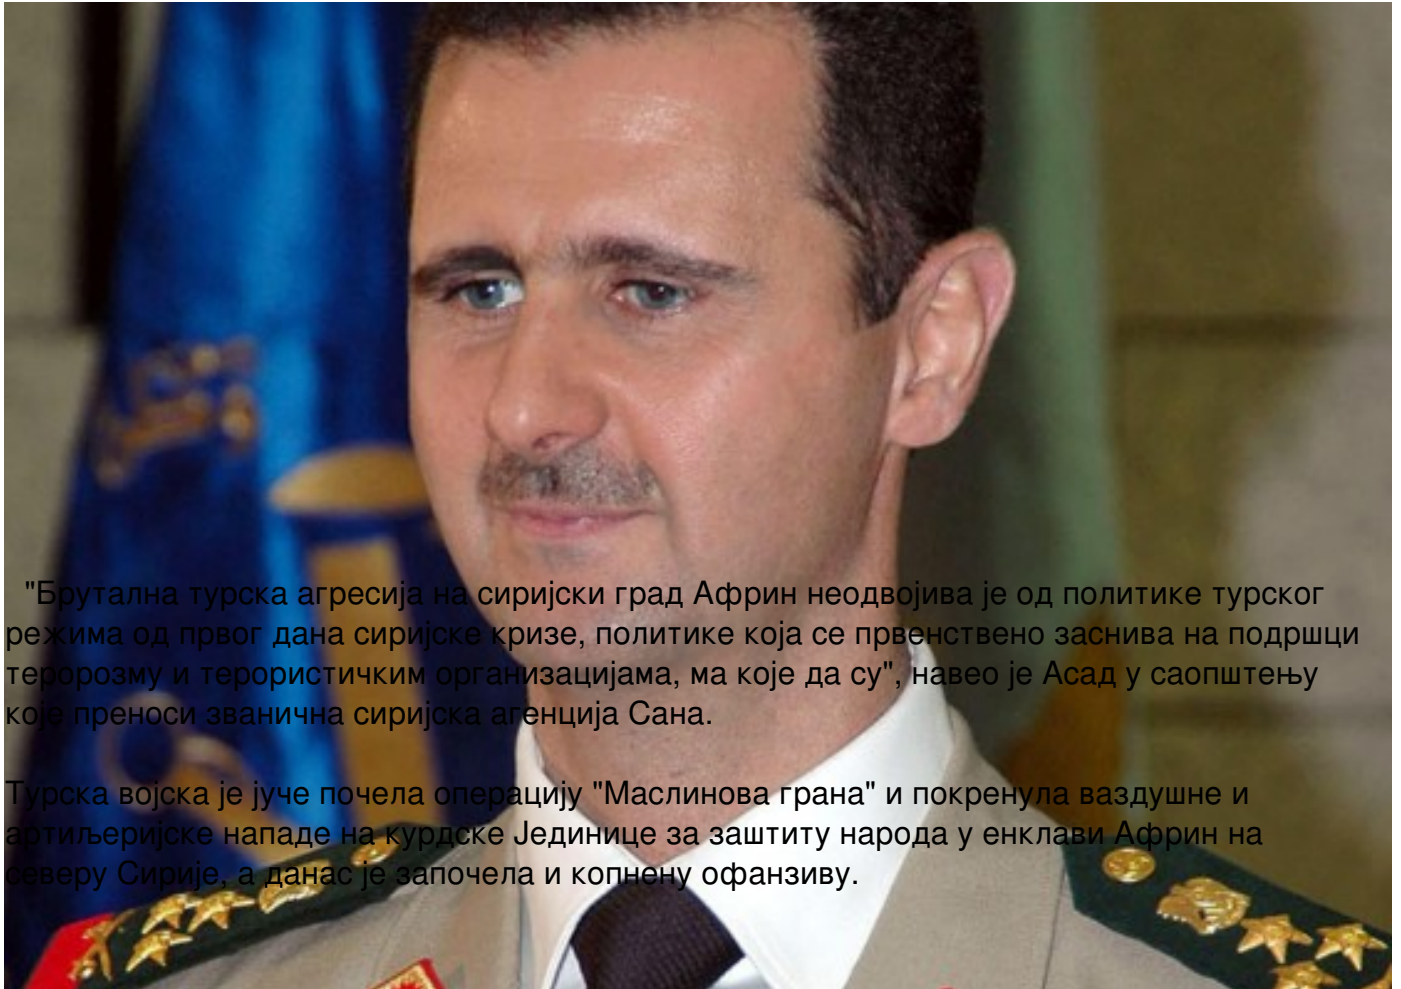 "Брутална турска агресија на сиријски град Африн неодвојива је од политике турског
режима од првог дана сиријске кризе, политике која се првенствено заснива на подршци
теророзму и терористичким организацијама, ма које да су", навео је Асад у саопштењу
које преноси званична сиријска агенција Сана.
Турска војска је јуче почела операцију "Маслинова грана" и покренула ваздушне и
артиљеријске нападе на курдске Јединице за заштиту народа у енклави Африн на
северу Сирије, а данас је започела и копнену офанзиву.